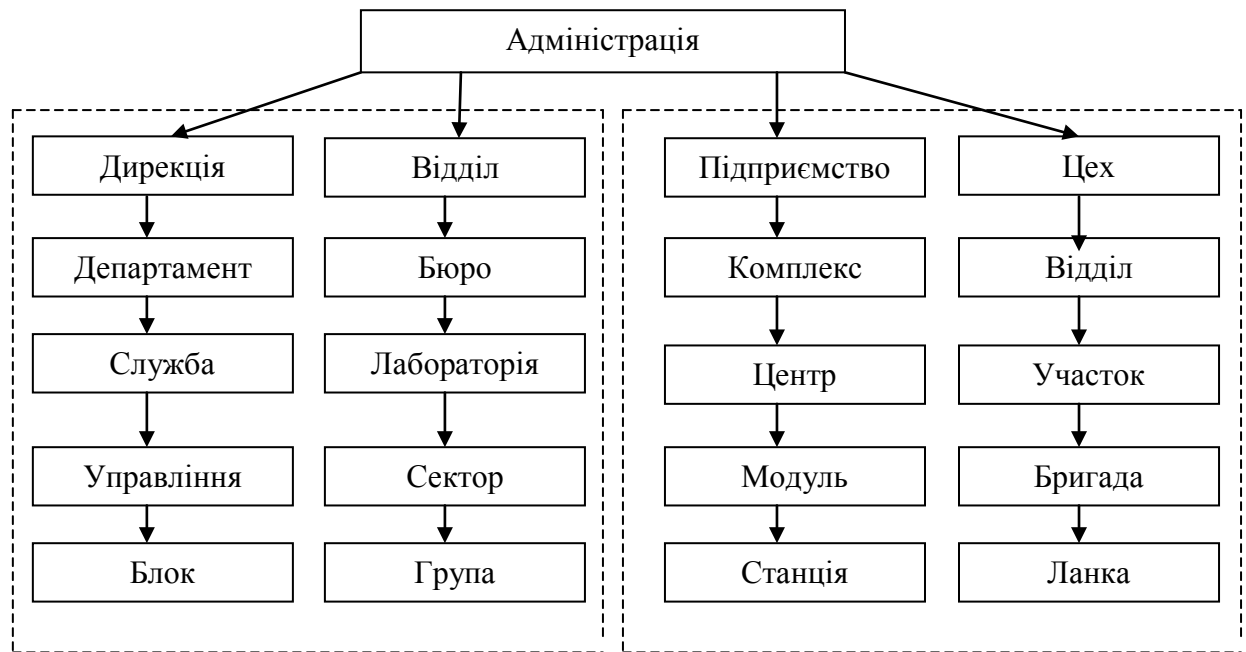 Адміністрація
Дирекція
Відділ
Підприємство
Цех
Департамент
Бюро
Комплекс
Відділ
Служба
Лабораторія
Центр
Участок
Управління
Сектор
Модуль
Бригада
Блок
Група
Станція
Ланка